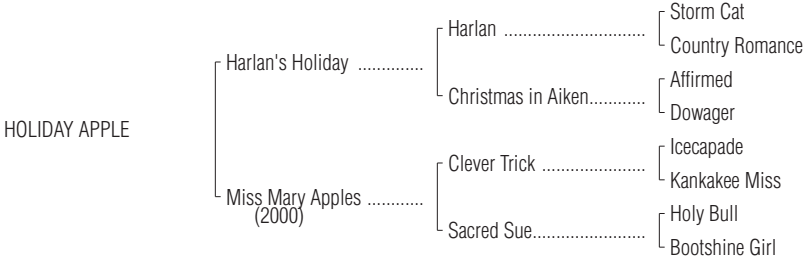 Storm Cat
Harlan ..............................
Country Romance
Harlan's Holiday ..............
Affirmed
Christmas in Aiken............
Dowager
HOLIDAY APPLE
Icecapade
Clever Trick ......................
Kankakee Miss
Miss Mary Apples ............
(2000)
Holy Bull
Sacred Sue........................
Bootshine Girl